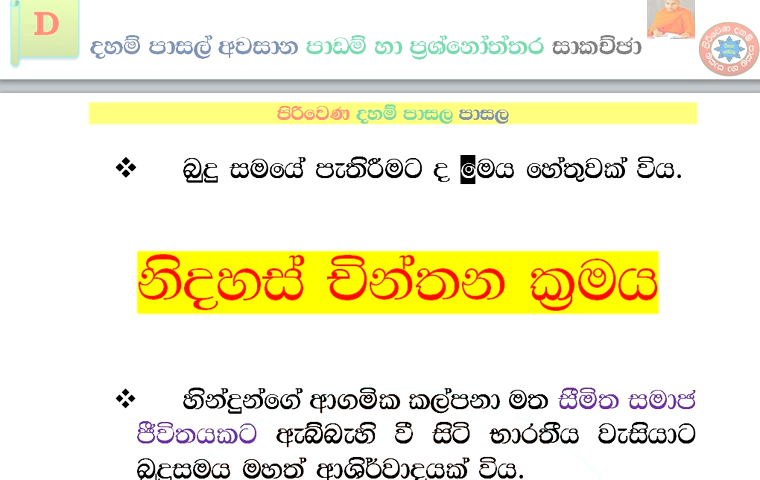 D
දහම් පාසල් අවසාන පාඩම් හා ප්‍රශ්නෝත්තර සාකච්ඡා
පිරිවෙණ දහම් පාසල පාසල
❖ බුදු සමයේ පැතිරීමට ද මෙය හේතුවක් විය.
නිදහස් චින්තන ක්‍රමය
❖ හින්දුන්ගේ ආගමික කල්පනා මත සීමිත සමාජ
ජීවිතයකට ඇබ්බැහි වී සිටි භාරතීය වැසියාට
බුදුසමය මහත් ආශිර්වාදයක් විය.